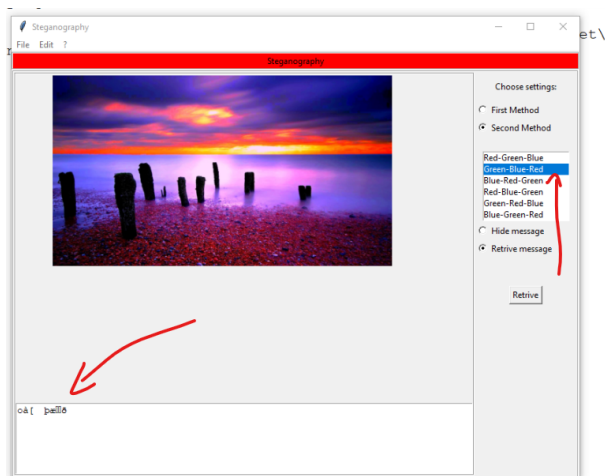 Steganography
et\
File Edit ?
Steganography
Choose settings:
First Method
Second Method
Red-Green-Blue
Green-Blue-Red
Blue-Red-Green
Red-Blue-Green
Green-Red-Blue
Blue-Green-Red
Hide message
Retrive message
Retrive